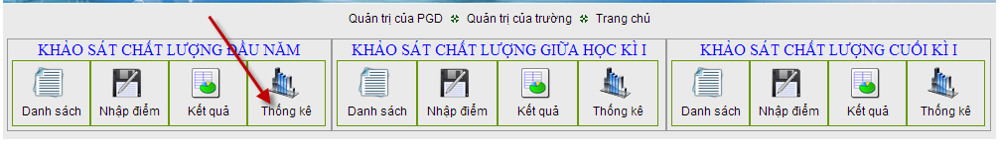 Quản trị của PGD Quản trị của trường Trang chủ
KHẢO SÁT CHẤT LƯỢNG ĐẦU NĂM
Danh sách Nhập điểm Kết quả Thống kê
KHẢO SÁT CHẤT LƯỢNG GIỮA HỌC KÌ I
Danh sách Nhập điểm Kết quả Thống kê
KHẢO SÁT CHẤT LƯỢNG CUỐI KÌ I
Danh sách Nhập điểm Kết quả Thống kê